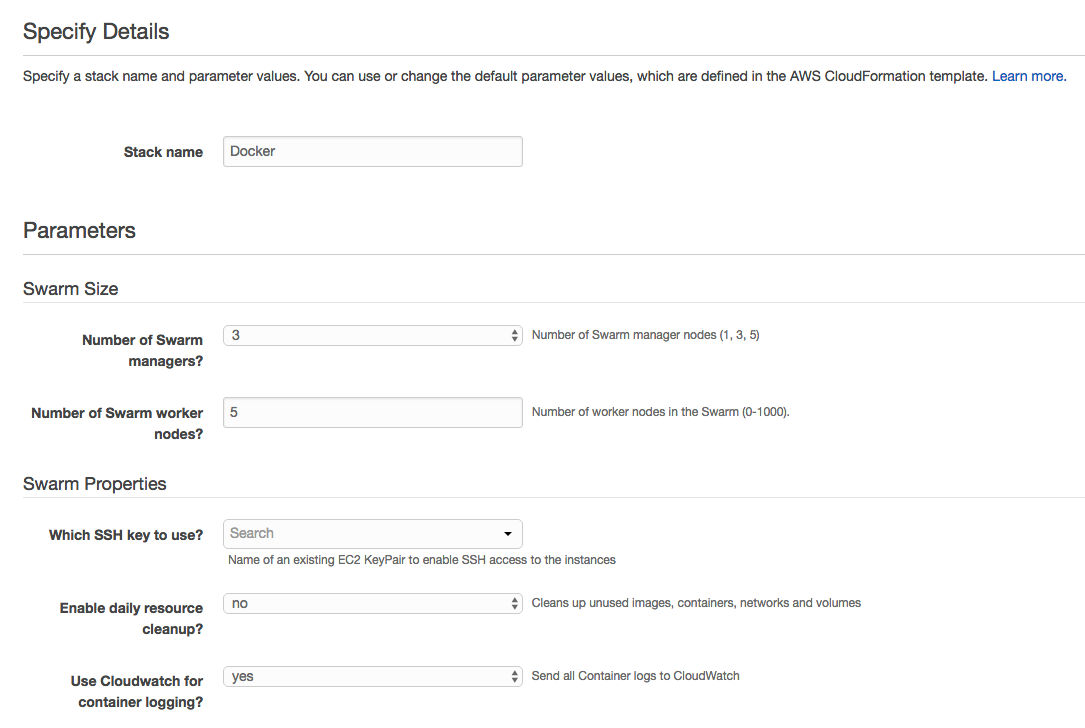 Specify Details
Specify a stack name and parameter values. You can use or change the default parameter values, which are defined in the AWS CloudFormation template. Learn more.
Stack name
Docker
Parameters
Swarm Size
Number of Swarm
managers?
3
Number of Swarm manager nodes (1, 3, 5)
Number of Swarm worker
nodes?
5
Number of worker nodes in the Swarm (0-1000).
Swarm Properties
Which SSH key to use?
Search
Name of an existing EC2 KeyPair to enable SSH access to the instances
Enable daily resource
cleanup?
no
Cleans up unused images, containers, networks and volumes
Use Cloudwatch for
container logging?
yes
Send all Container logs to CloudWatch